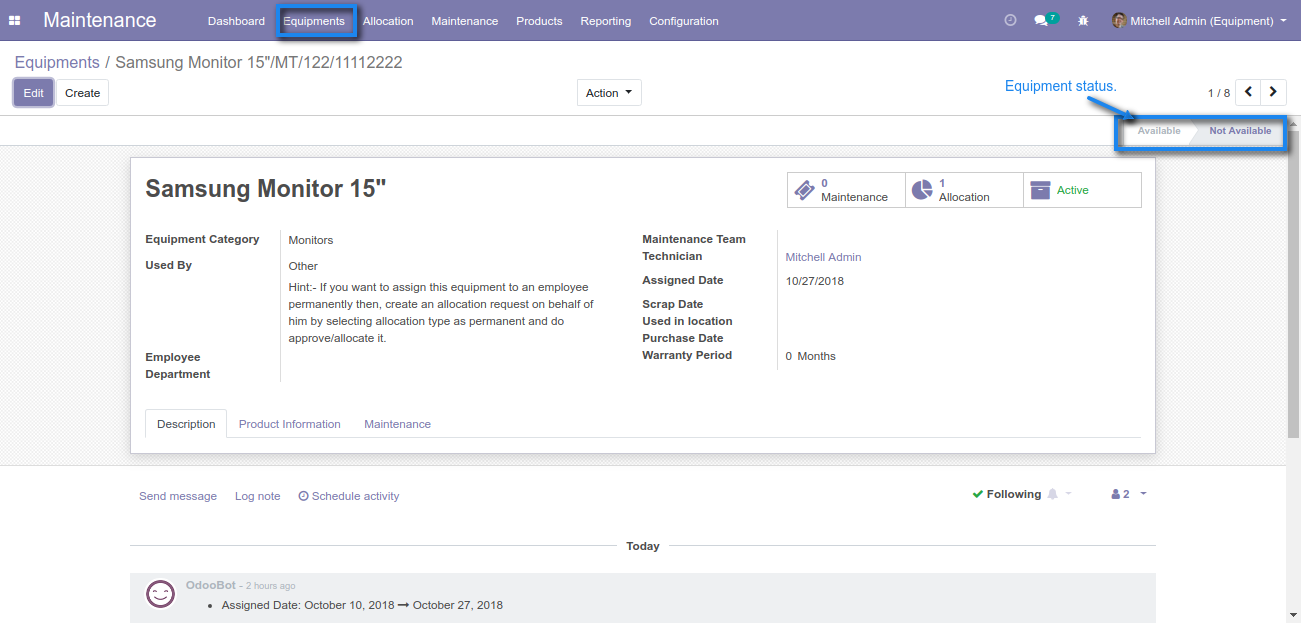 Maintenance Dashboard Equipments Allocation Maintenance Products Reporting Configuration 7 Mitchell Admin (Equipment)
Equipments / Samsung Monitor 15"/MT/122/11112222
Equipment status.
Edit Create Action 1 / 8
Available Not Available
Samsung Monitor 15"
0 Maintenance
1 Allocation
Active
Equipment Category Monitors
Used By Other
Hint:- If you want to assign this equipment to an employee
permanently then, create an allocation request on behalf of
him by selecting allocation type as permanent and do
approve/allocate it.
Employee
Department
Maintenance Team
Technician Mitchell Admin
Assigned Date 10/27/2018
Scrap Date
Used in location
Purchase Date
Warranty Period 0 Months
Description Product Information Maintenance
Send message Log note Schedule activity Following 2
Today
OdooBot - 2 hours ago
• Assigned Date: October 10, 2018 → October 27, 2018